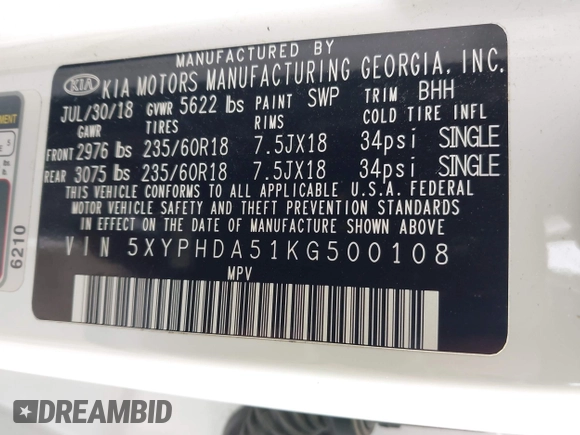 MANUFACTURED BY
KIA KIA MOTORS MANUFACTURING GEORGIA, INC.
JUL/30/18 GVWR 5622 lbs PAINT SWP TRIM BHH
GAWR TIRES RIMS COLD TIRE INFL
FRONT 2976 lbs 235/60R18 7.5JX18 34psi SINGLE
REAR 3075 lbs 235/60R18 7.5JX18 34psi SINGLE
THIS VEHICLE CONFORMS TO ALL APPLICABLE U.S.A. FEDERAL
MOTOR VEHICLE SAFETY AND THEFT PREVENTION STANDARDS
IN EFFECT ON THE DATE OF MANUFACTURE SHOWN ABOVE.
VIN 5XYPHDA51KG500108
MPV
6210
DREAMBID